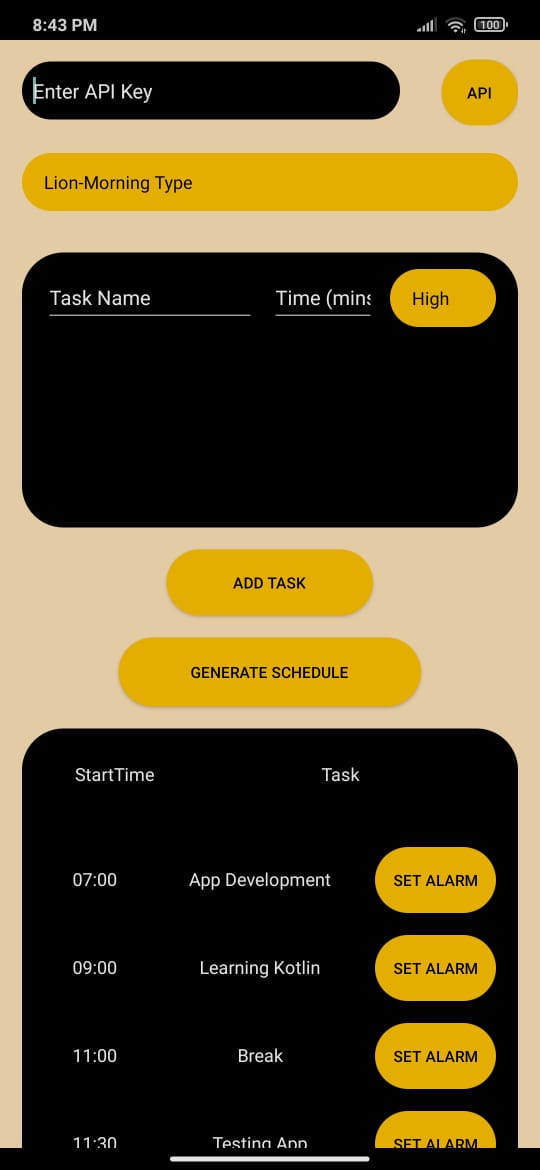 8:43 PM 100
Enter API Key API
Lion-Morning Type
Task Name Time (mins High
ADD TASK
GENERATE SCHEDULE
StartTime Task
07:00 App Development SET ALARM
09:00 Learning Kotlin SET ALARM
11:00 Break SET ALARM
11:30 Testing App SET ALARM